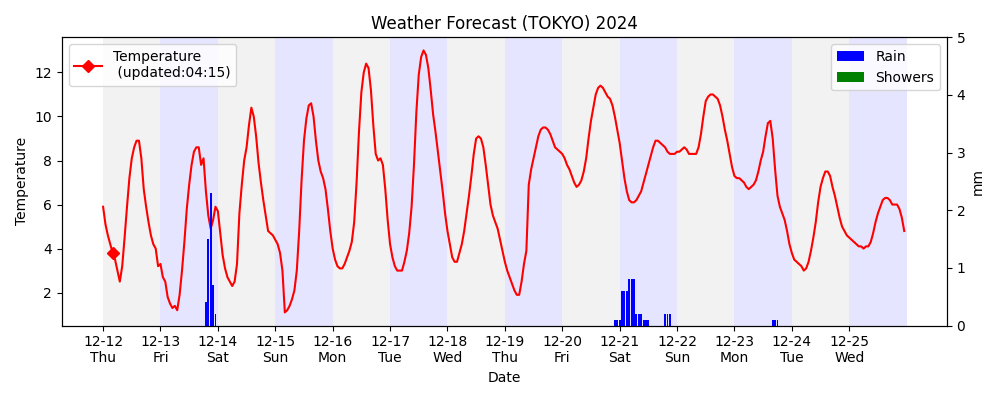 Weather Forecast (TOKYO) 2024
Temperature
(updated:04:15)
Rain
Showers
Temperature
12
10
8
6
4
2
5
4
3
2
1
0
mm
12-12 12-13 12-14 12-15 12-16 12-17 12-18 12-19 12-20 12-21 12-22 12-23 12-24 12-25
Thu Fri Sat Sun Mon Tue Wed Thu Fri Sat Sun Mon Tue Wed
Date